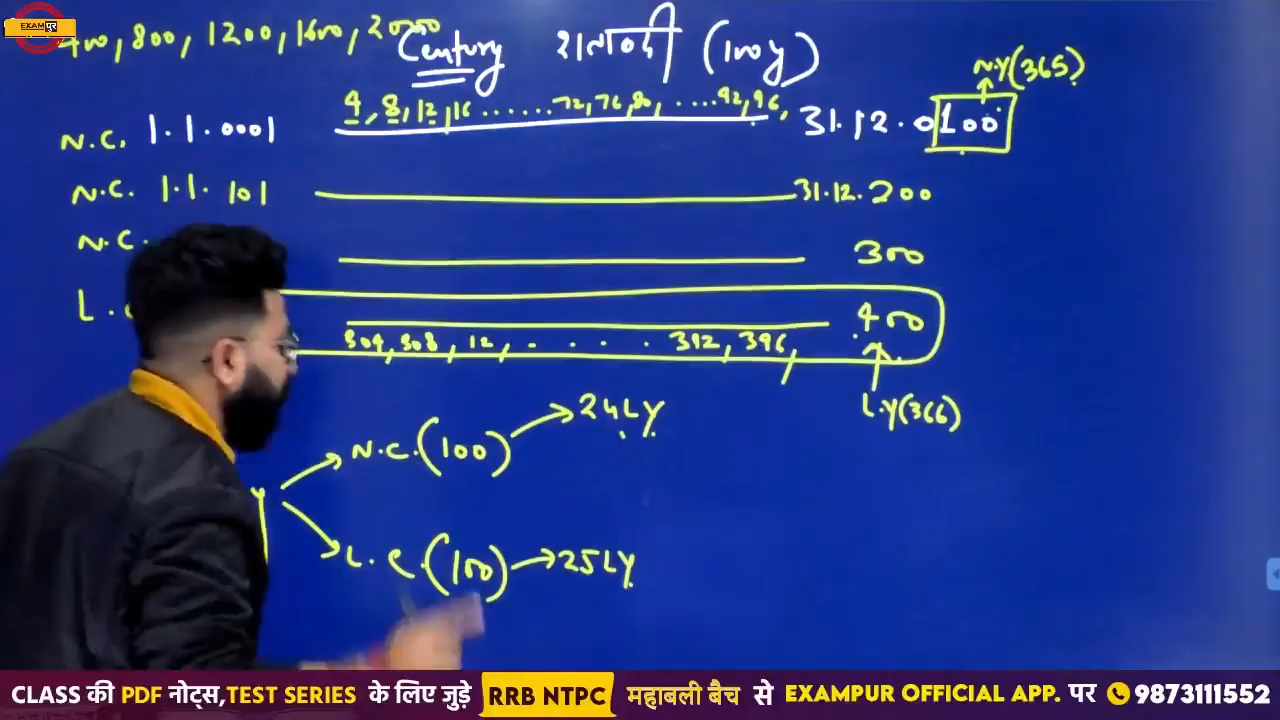 EXAMपुर
400, 800, 1200, 1600, 2000
Century शताब्दी (100y)
N.Y(365)
4, 8, 12, 16 ....... 72, 76, 80, .... 92, 96,
N.C. 1.1.0001 31.12.0100
N.C. 1.1.101 31.12.200
N.C. 300
L. 400
304, 308, 12, . . . . 392, 396,
L.Y(366)
N.C.(100) → 24LY
L.C.(100) → 25LY
CLASS की PDF नोट्स, TEST SERIES के लिए जुड़े RRB NTPC महाबली बैच से EXAMPUR OFFICIAL APP. पर 9873111552